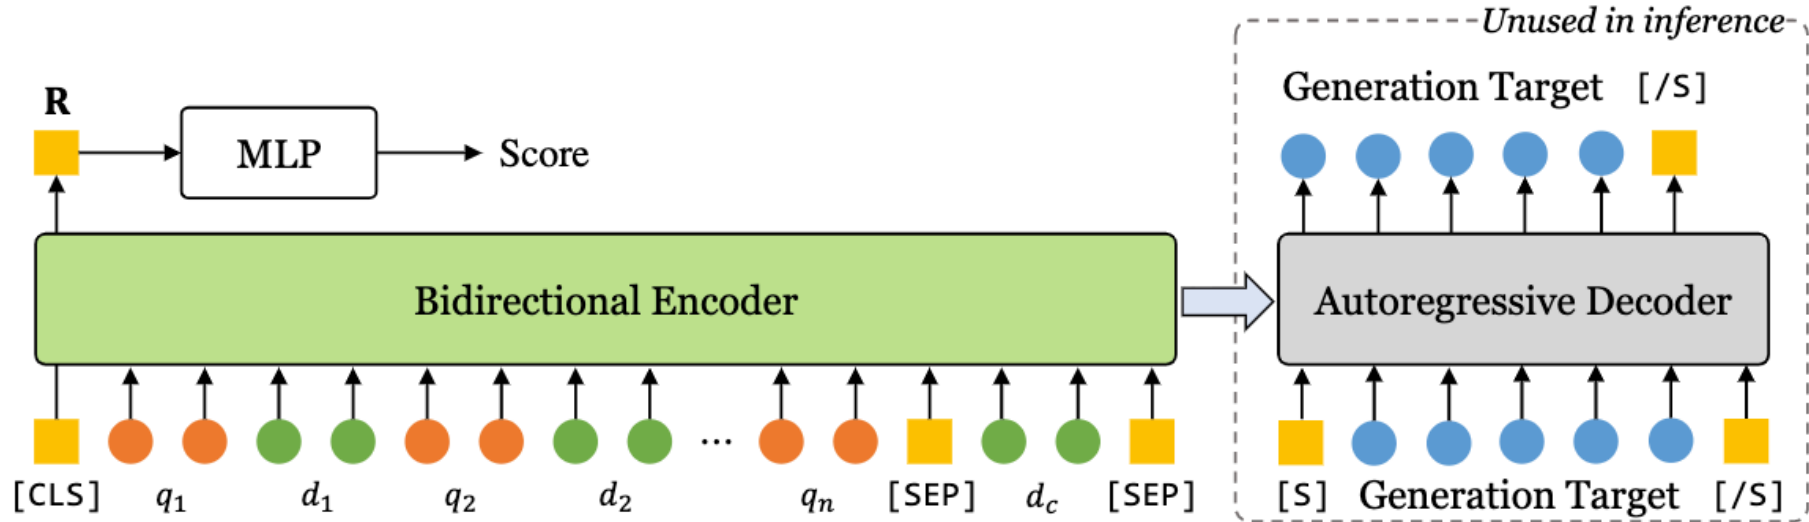 Unused in inference
Generation Target [/S]
R
MLP
Score
Bidirectional Encoder
Autoregressive Decoder
...
[CLS] q1 d1 q2 d2 qn [SEP] dc [SEP]
[S] Generation Target [/S]